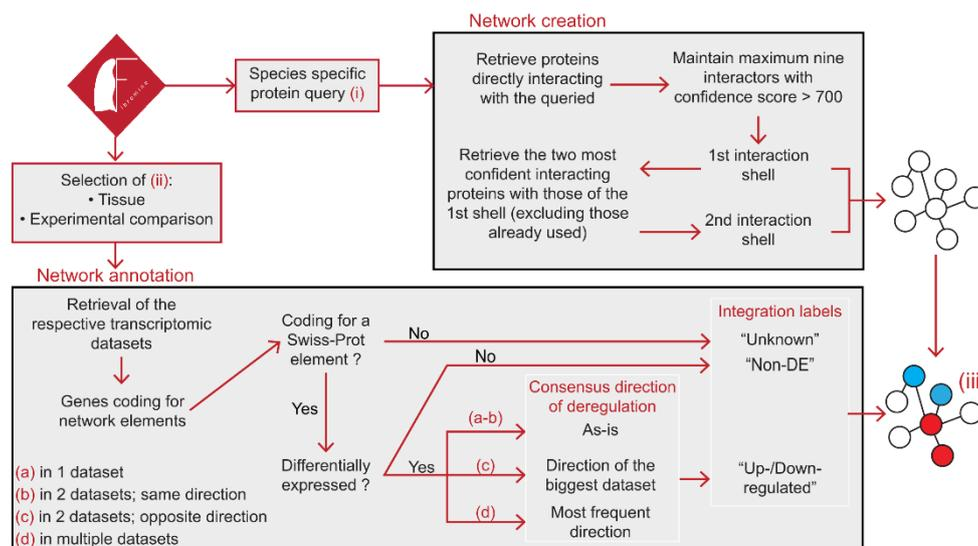 Network creation
ibromine
Species specific
protein query (i)
Retrieve proteins
directly interacting
with the queried
Maintain maximum nine
interactors with
confidence score > 700
1st interaction
shell
Retrieve the two most
confident interacting
proteins with those of the
1st shell (excluding those
already used)
2nd interaction
shell
Selection of (ii):
• Tissue
• Experimental comparison
Network annotation
Retrieval of the
respective transcriptomic
datasets
Genes coding for
network elements
Coding for a
Swiss-Prot
element ?
No
Yes
Differentially
expressed ?
No
Yes
(a-b)
(c)
(d)
Consensus direction
of deregulation
As-is
Direction of the
biggest dataset
Most frequent
direction
Integration labels
“Unknown”
“Non-DE”
“Up-/Down-
regulated”
(iii
(a) in 1 dataset
(b) in 2 datasets; same direction
(c) in 2 datasets; opposite direction
(d) in multiple datasets